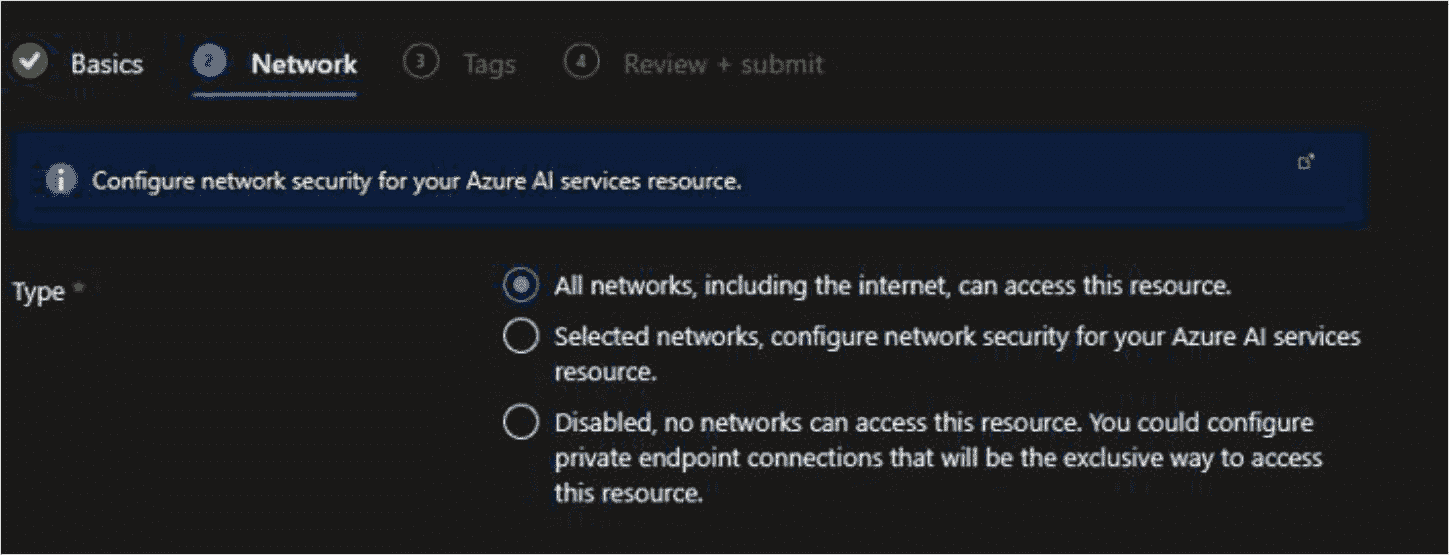 Basics 2 Network 3 Tags 4 Review + submit
i Configure network security for your Azure AI services resource.
Type *
All networks, including the internet, can access this resource.
Selected networks, configure network security for your Azure AI services
resource.
Disabled, no networks can access this resource. You could configure
private endpoint connections that will be the exclusive way to access
this resource.